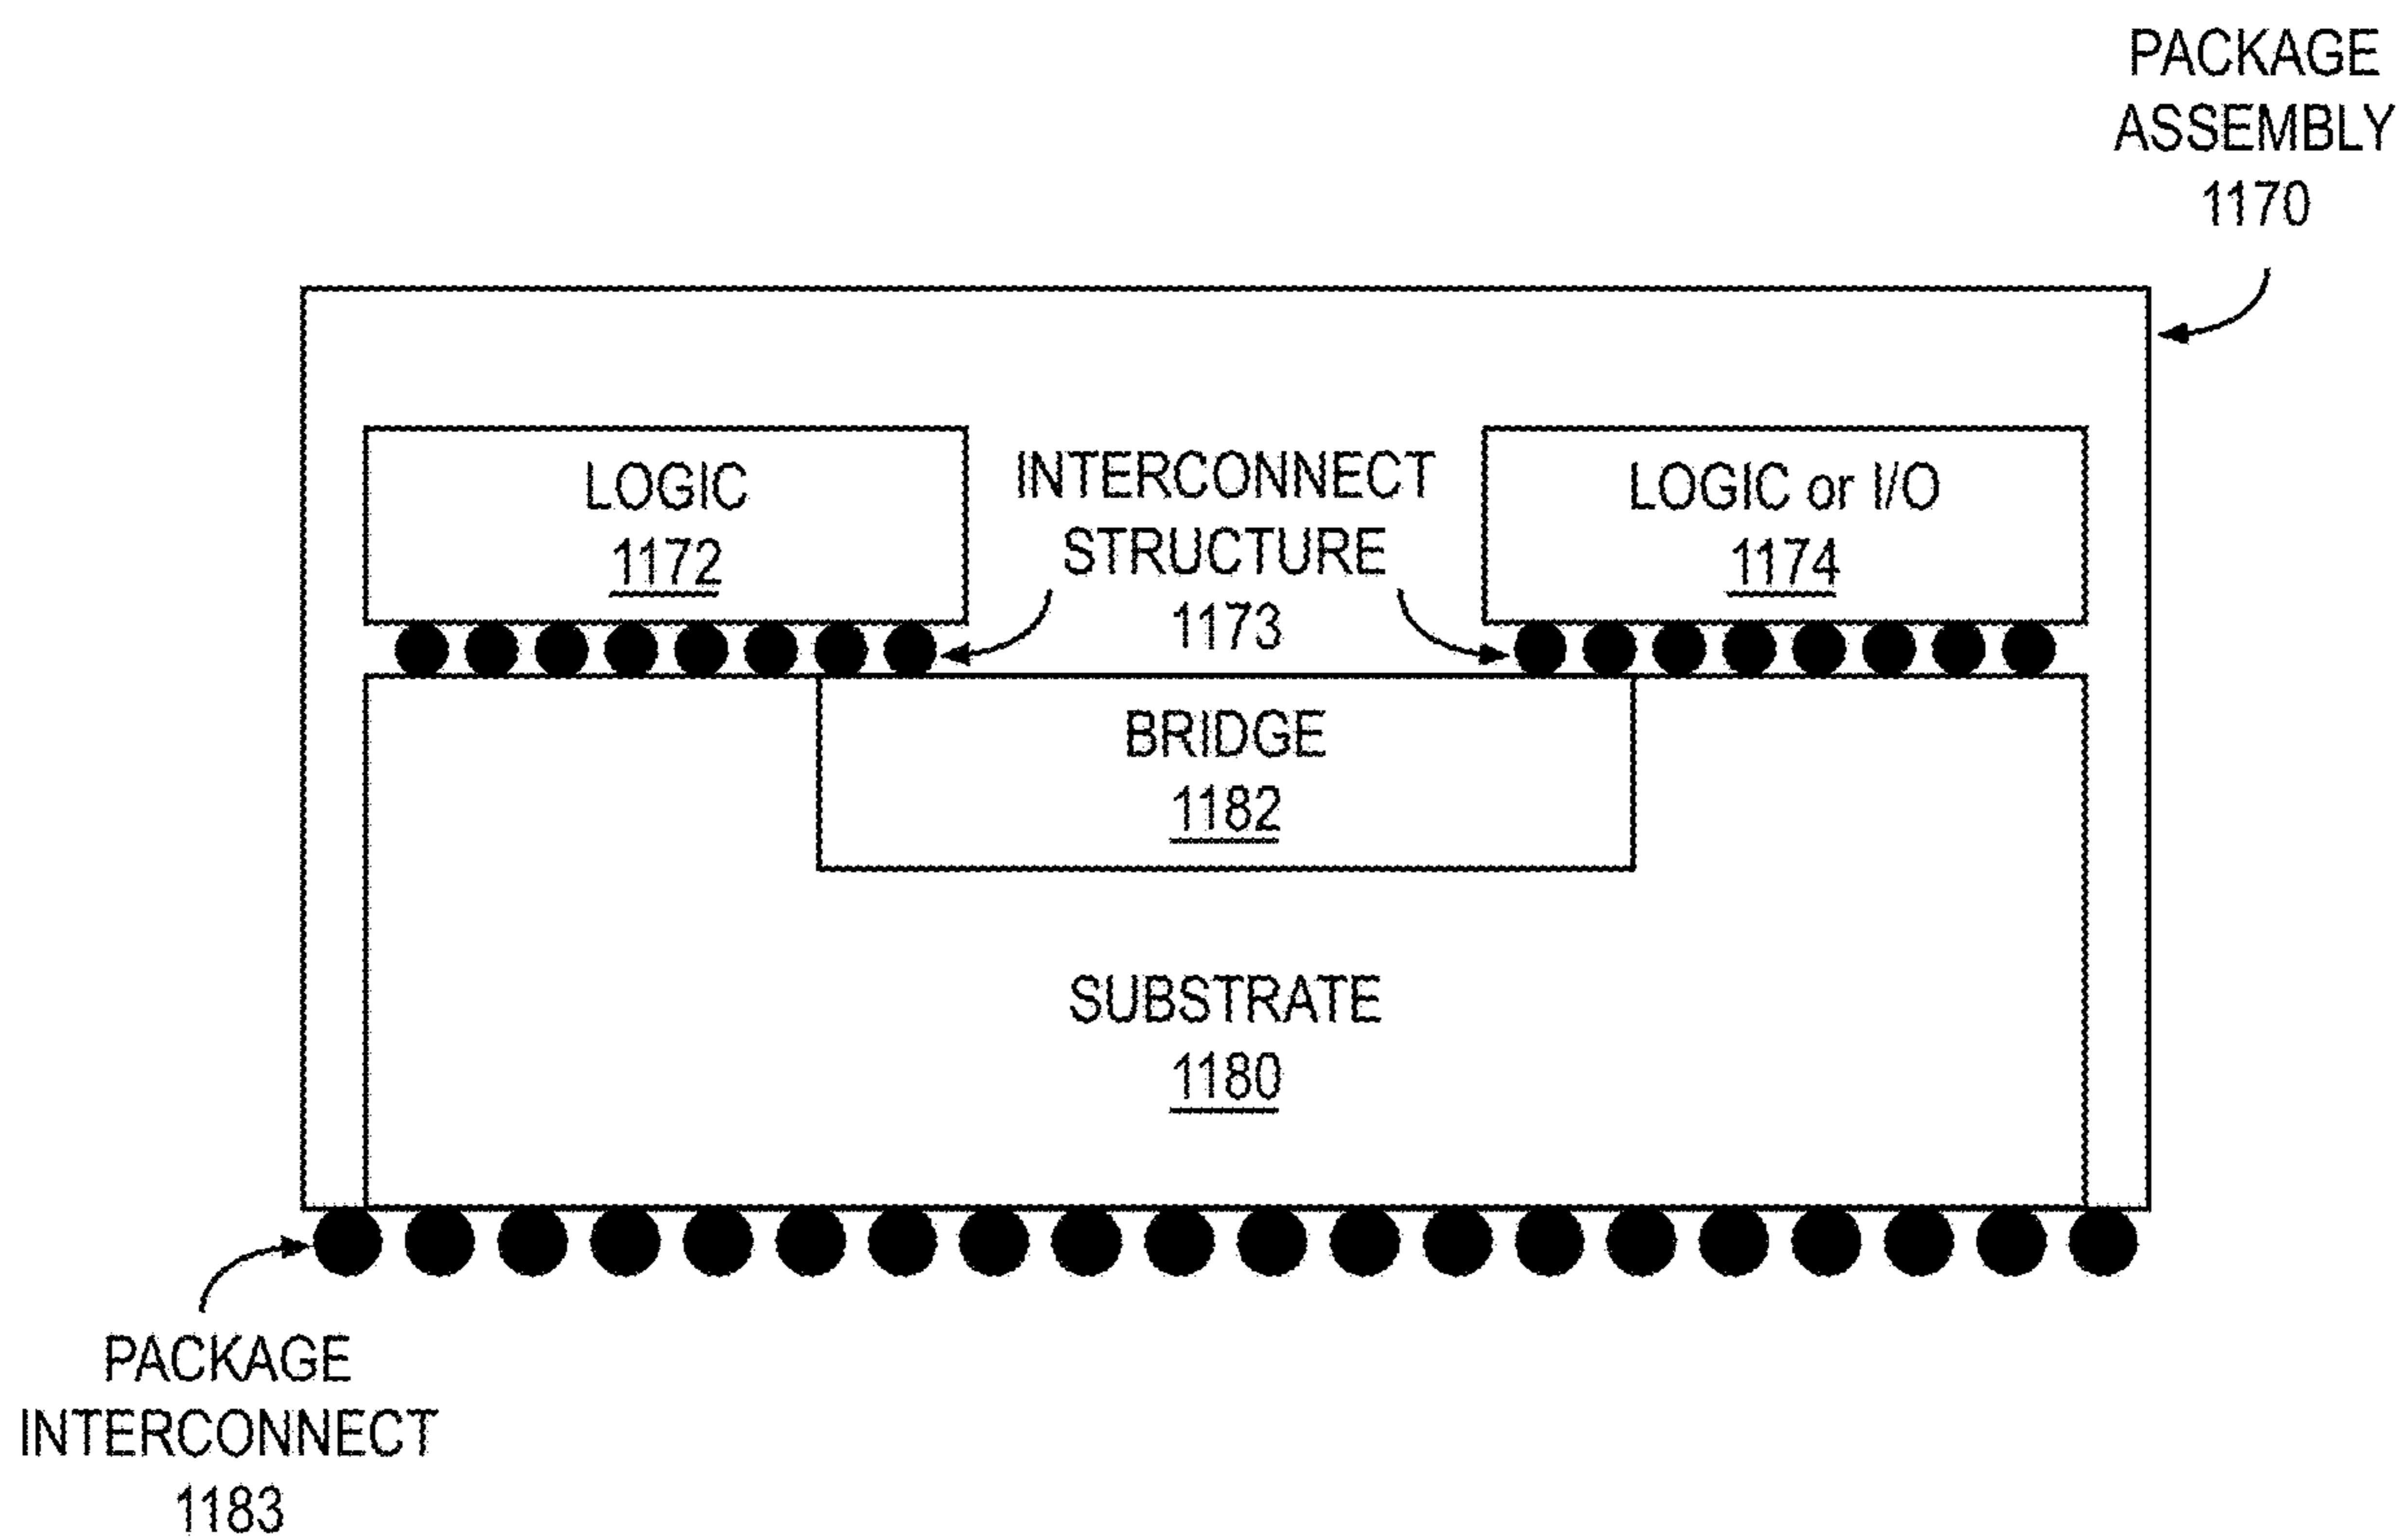 PACKAGE
ASSEMBLY
1170
LOGIC
1172
INTERCONNECT
STRUCTURE
1173
LOGIC or I/O
1174
BRIDGE
1182
SUBSTRATE
1180
PACKAGE
INTERCONNECT
1183